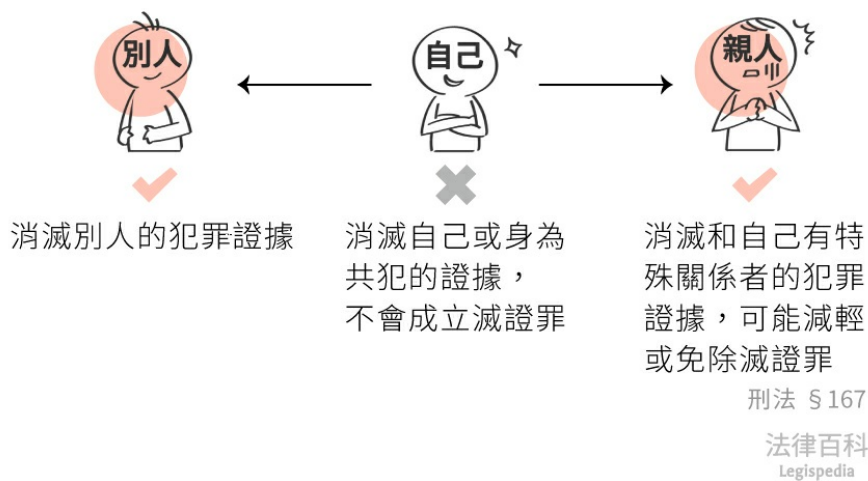 別人
自己
親人
消滅別人的犯罪證據
消滅自己或身為
共犯的證據，
不會成立滅證罪
消滅和自己有特
殊關係者的犯罪
證據，可能減輕
或免除滅證罪
刑法 §167
法律百科
Legispedia